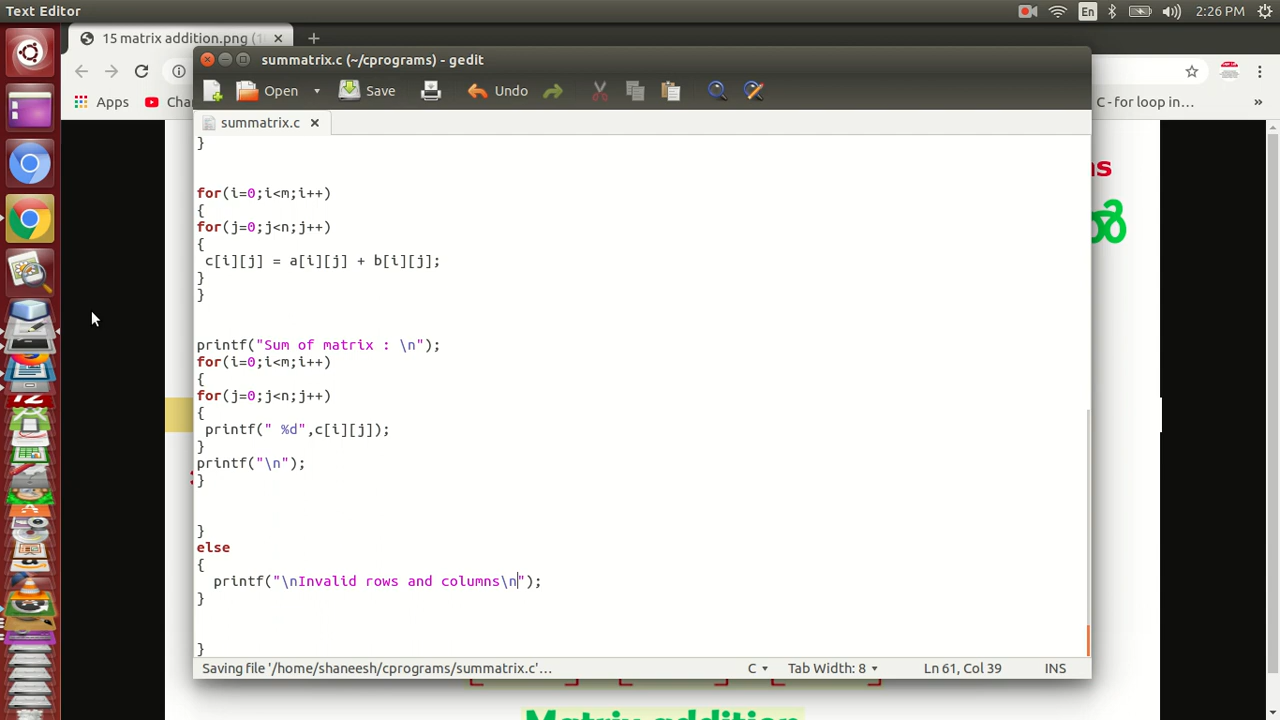 Text Editor
En
2:26 PM
15 matrix addition.png (
summatrix.c (~/cprograms) - gedit
Open
Save
Undo
Apps
C - for loop in…
»
summatrix.c
}
for(i=0;i<m;i++)
{
for(j=0;j<n;j++)
{
c[i][j] = a[i][j] + b[i][j];
}
}
printf("Sum of matrix : \n");
for(i=0;i<m;i++)
{
for(j=0;j<n;j++)
{
printf(" %d",c[i][j]);
}
printf("\n");
}
}
else
{
printf("\nInvalid rows and columns\n");
}
}
Saving file '/home/shaneesh/cprograms/summatrix.c'…
C
Tab Width: 8
Ln 61, Col 39
INS
Matrix addition